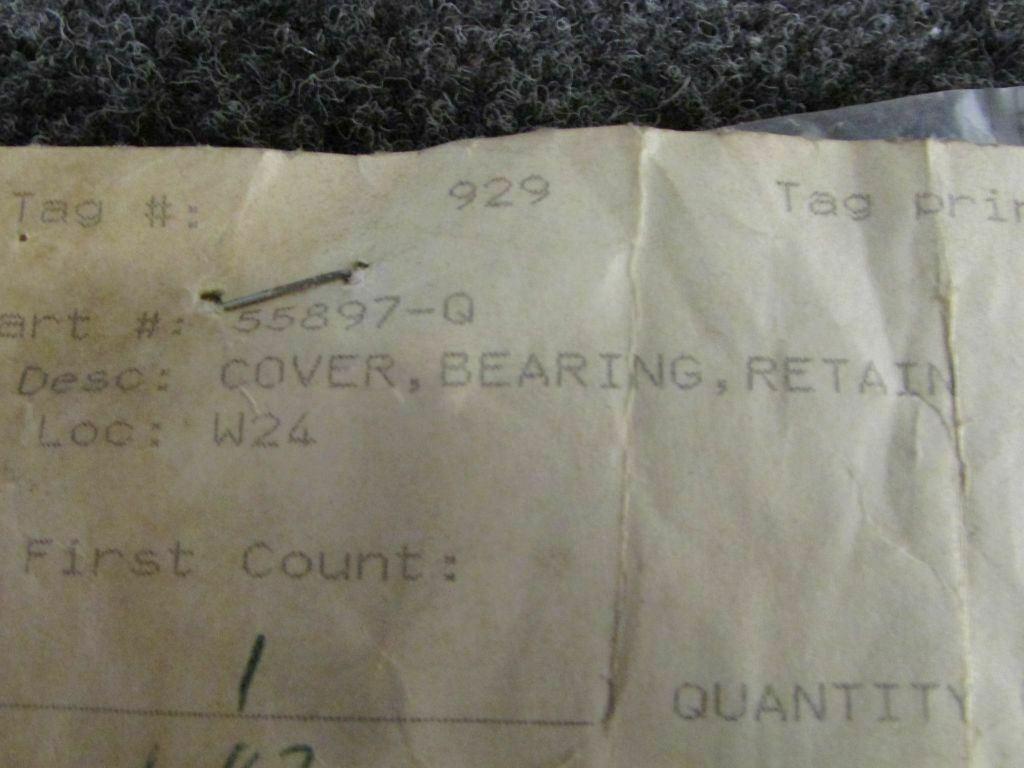 Tag #: 929 Tag prin
art #: 55897-Q
Desc: COVER,BEARING,RETAIN
Loc: W24
First Count:
1
QUANTITY